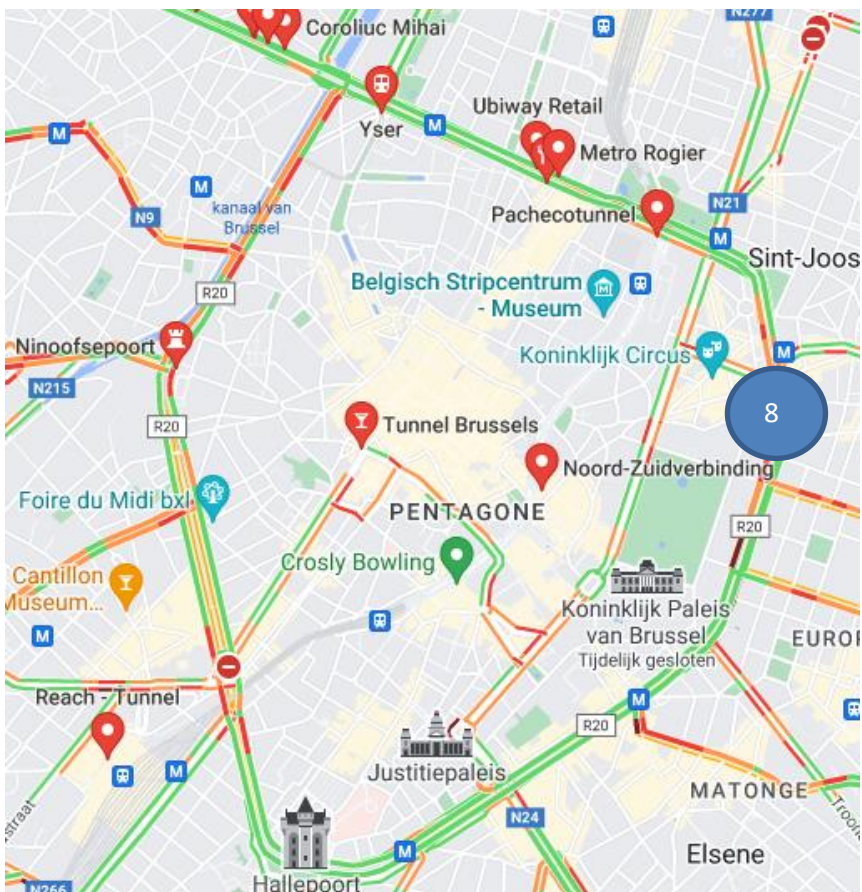 N277
Coroliuc Mihai
Yser
M
Ubiway Retail
M
Metro Rogier
M
N9
kanaal van
Brussel
Pachecotunnel
N21
M
Sint-Joos
R20
Belgisch Stripcentrum
- Museum
Ninoofsepoort
Koninklijk Circus
M
N215
R20
Tunnel Brussels
8
Noord-Zuidverbinding
Foire du Midi bxl
PENTAGONE
R20
Crosly Bowling
Cantillon
Museum...
M
Koninklijk Paleis
van Brussel
Tijdelijk gesloten
EUROP
Reach - Tunnel
M
R20
M
Justitiepaleis
MATONGE
straat
Troon
N24
M
Elsene
N266
Hallepoort